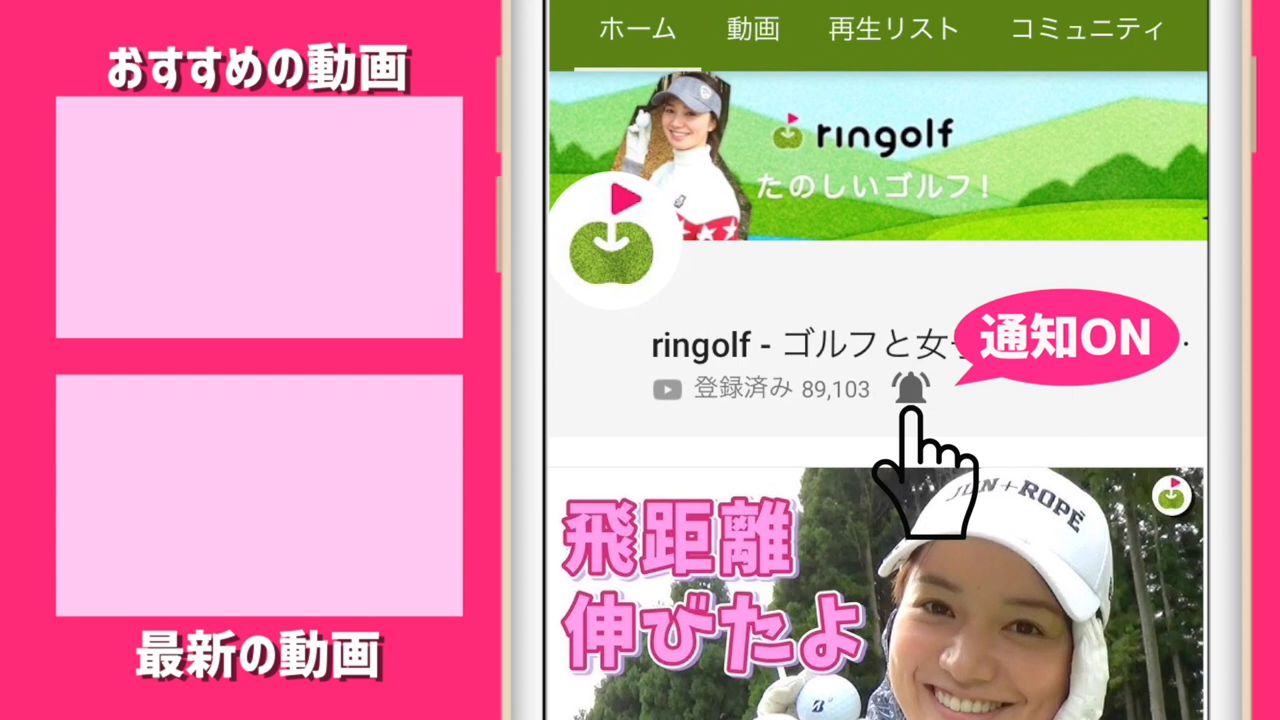 おすすめの動画
最新の動画
ホーム 動画 再生リスト コミュニティ
ringolf
たのしいゴルフ!
ringolf - ゴルフと女
通知ON
登録済み 89,103
飛距離
伸びたよ
JUN+ROPÉ
B